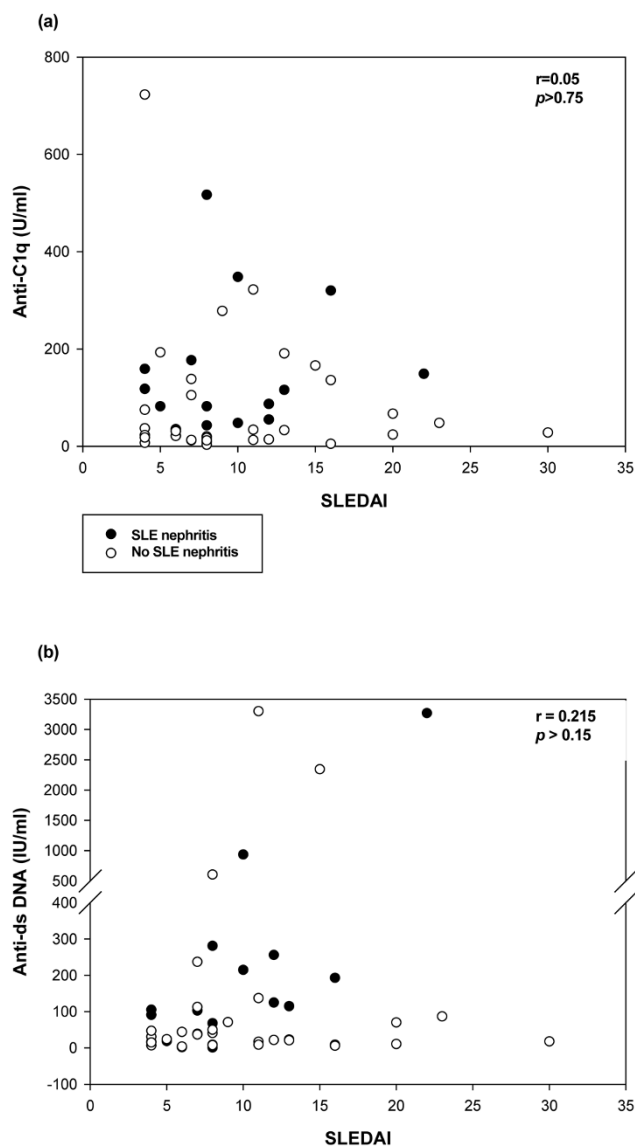 (a)
800
600
400
200
0
Anti-C1q (U/ml)
r=0.05
p>0.75
0 5 10 15 20 25 30 35
SLEDAI
SLE nephritis
No SLE nephritis
(b)
3500
3000
2500
2000
1500
1000
500
400
300
200
100
0
-100
Anti-ds DNA (IU/ml)
r = 0.215
p > 0.15
0 5 10 15 20 25 30 35
SLEDAI